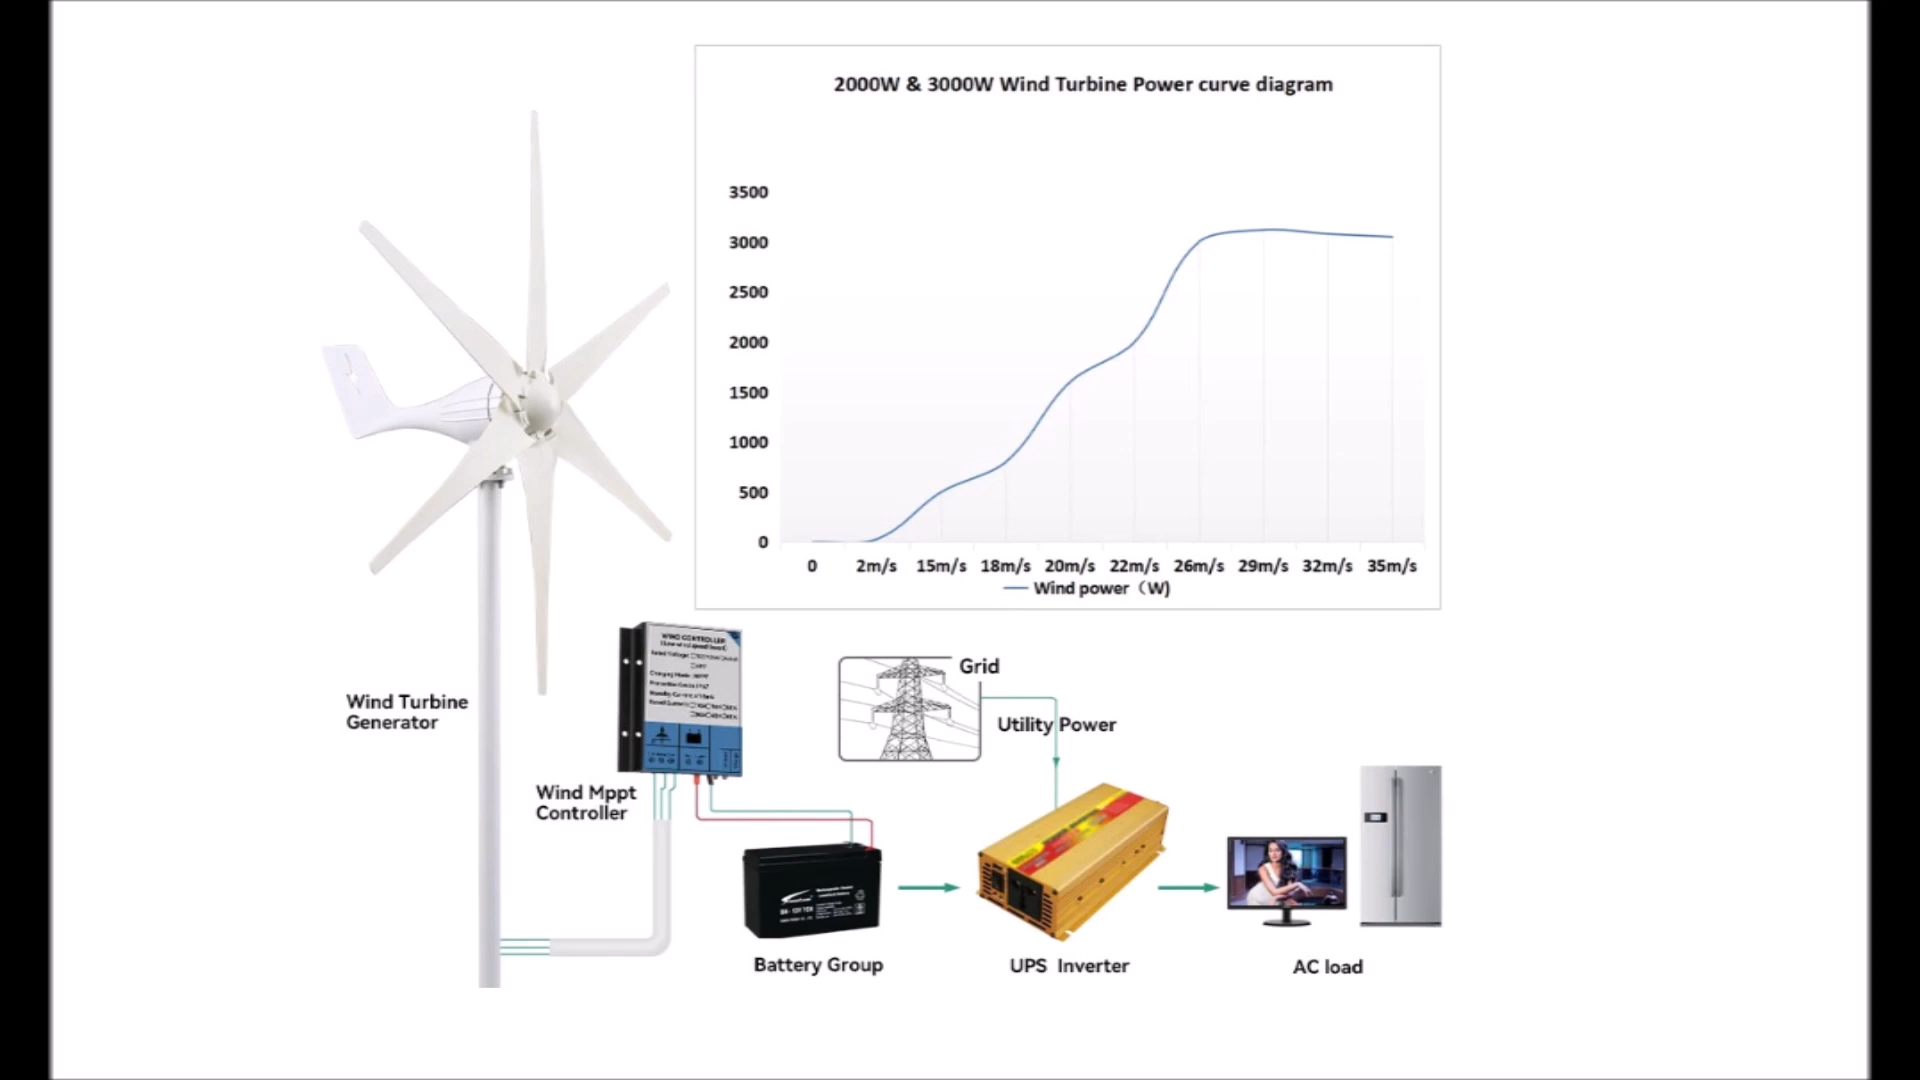 2000W & 3000W Wind Turbine Power curve diagram
3500
3000
2500
2000
1500
1000
500
0
0 2m/s 15m/s 18m/s 20m/s 22m/s 26m/s 29m/s 32m/s 35m/s
Wind power（W)
WIND CONTROLLER
Grid
Utility Power
Wind Turbine
Generator
Wind Mppt
Controller
Battery Group
UPS Inverter
AC load